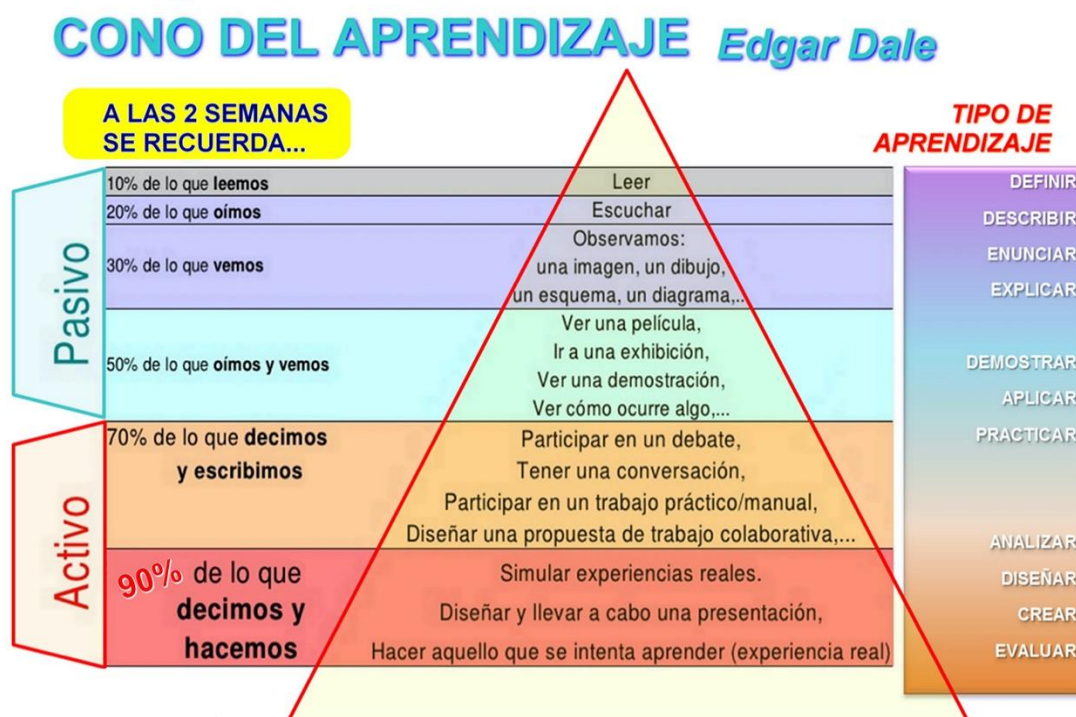 CONO DEL APRENDIZAJE Edgar Dale
A LAS 2 SEMANAS
SE RECUERDA...
TIPO DE
APRENDIZAJE
Pasivo
10% de lo que leemos
Leer
20% de lo que oímos
Escuchar
30% de lo que vemos
Observamos:
una imagen, un dibujo,
un esquema, un diagrama,..
50% de lo que oímos y vemos
Ver una película,
Ir a una exhibición,
Ver una demostración,
Ver cómo ocurre algo,...
Activo
70% de lo que decimos
y escribimos
Participar en un debate,
Tener una conversación,
Participar en un trabajo práctico/manual,
Diseñar una propuesta de trabajo colaborativa,...
90% de lo que
decimos y
hacemos
Simular experiencias reales.
Diseñar y llevar a cabo una presentación,
Hacer aquello que se intenta aprender (experiencia real)
DEFINIR
DESCRIBIR
ENUNCIAR
EXPLICAR
DEMOSTRAR
APLICAR
PRACTICAR
ANALIZAR
DISEÑAR
CREAR
EVALUAR